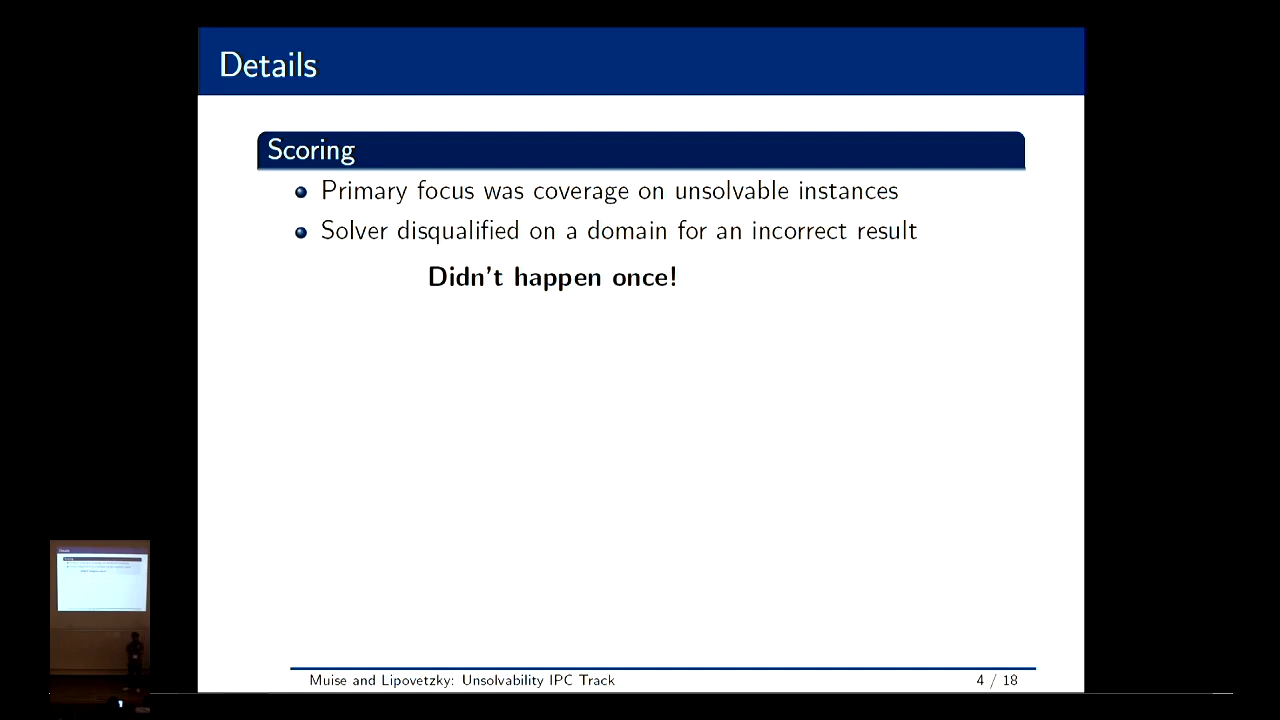 Details
Scoring
Primary focus was coverage on unsolvable instances
Solver disqualified on a domain for an incorrect result
Didn't happen once!
Muise and Lipovetzky: Unsolvability IPC Track
4 / 18